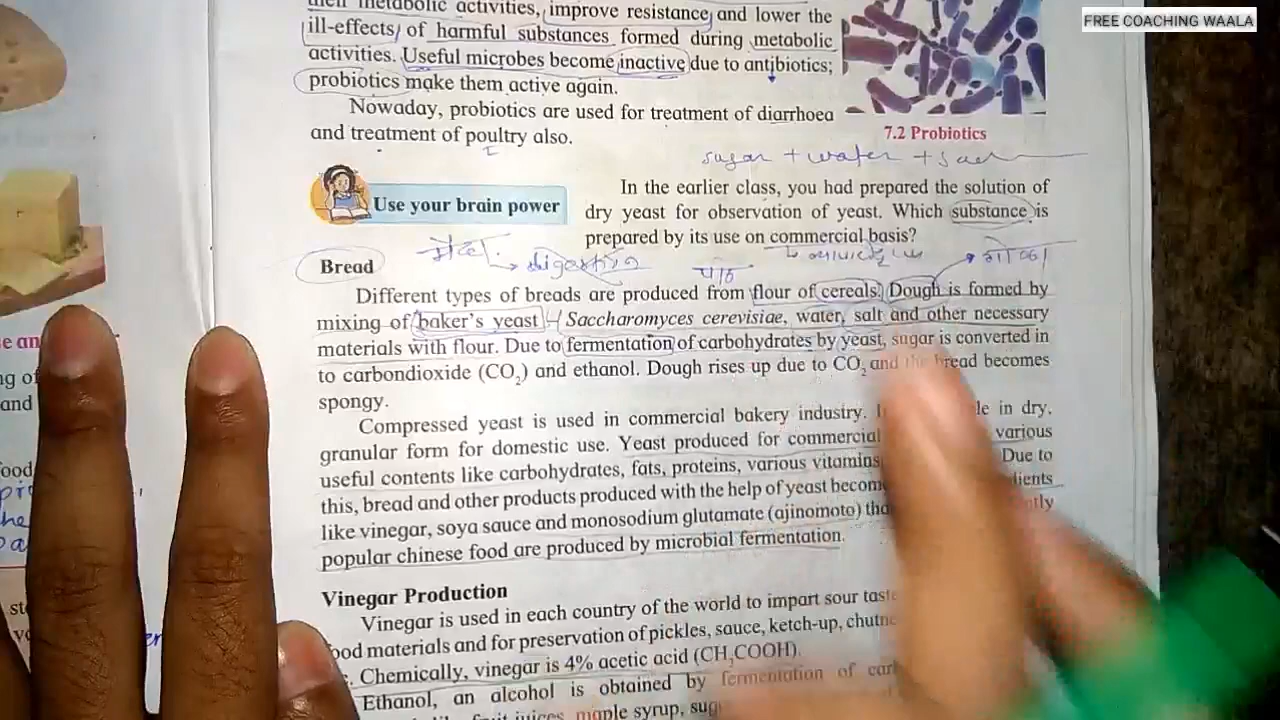 FREE COACHING WAALA
their metabolic activities, improve resistance and lower the
ill-effects of harmful substances formed during metabolic
activities. Useful microbes become inactive due to antibiotics;
probiotics make them active again.
Nowaday, probiotics are used for treatment of diarrhoea
and treatment of poultry also.
7.2 Probiotics
sugar + water +
In the earlier class, you had prepared the solution of
Use your brain power
dry yeast for observation of yeast. Which substance is
prepared by its use on commercial basis?
Bread
Different types of breads are produced from flour of cereals. Dough is formed by
mixing of baker's yeast - Saccharomyces cerevisiae, water, salt and other necessary
materials with flour. Due to fermentation of carbohydrates by yeast, sugar is converted in
to carbondioxide (CO₂) and ethanol. Dough rises up due to CO₂ and the bread becomes
spongy.
Compressed yeast is used in commercial bakery industry. le in dry,
granular form for domestic use. Yeast produced for commercial various
useful contents like carbohydrates, fats, proteins, various vitamins Due to
this, bread and other products produced with the help of yeast become
like vinegar, soya sauce and monosodium glutamate (ajinomoto) tha ntly
popular chinese food are produced by microbial fermentation.
Vinegar Production
Vinegar is used in each country of the world to impart sour taste
food materials and for preservation of pickles, sauce, ketch-up, chutne
Chemically, vinegar is 4% acetic acid (CH₃COOH).
Ethanol, an alcohol is obtained by fermentation of carb
fruit juices, maple syrup, sug